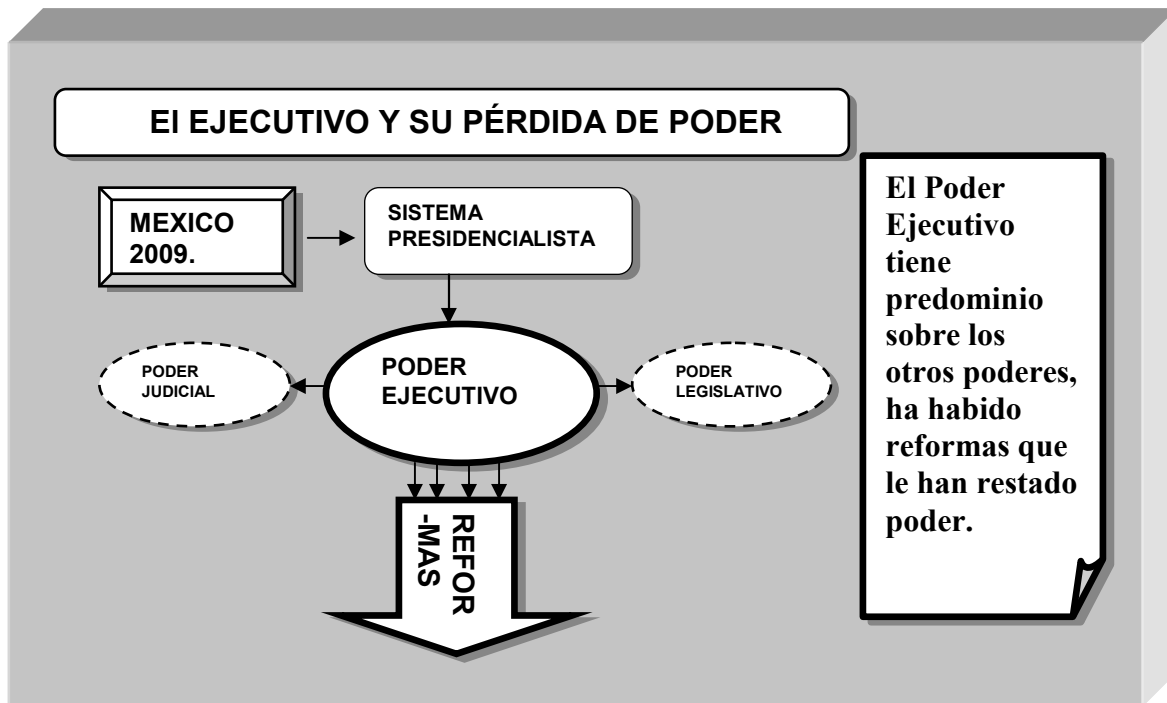 El EJECUTIVO Y SU PÉRDIDA DE PODER
MEXICO
2009.
SISTEMA
PRESIDENCIALISTA
PODER
JUDICIAL
PODER
EJECUTIVO
PODER
LEGISLATIVO
REFOR
-MAS
El Poder
Ejecutivo
tiene
predominio
sobre los
otros poderes,
ha habido
reformas que
le han restado
poder.